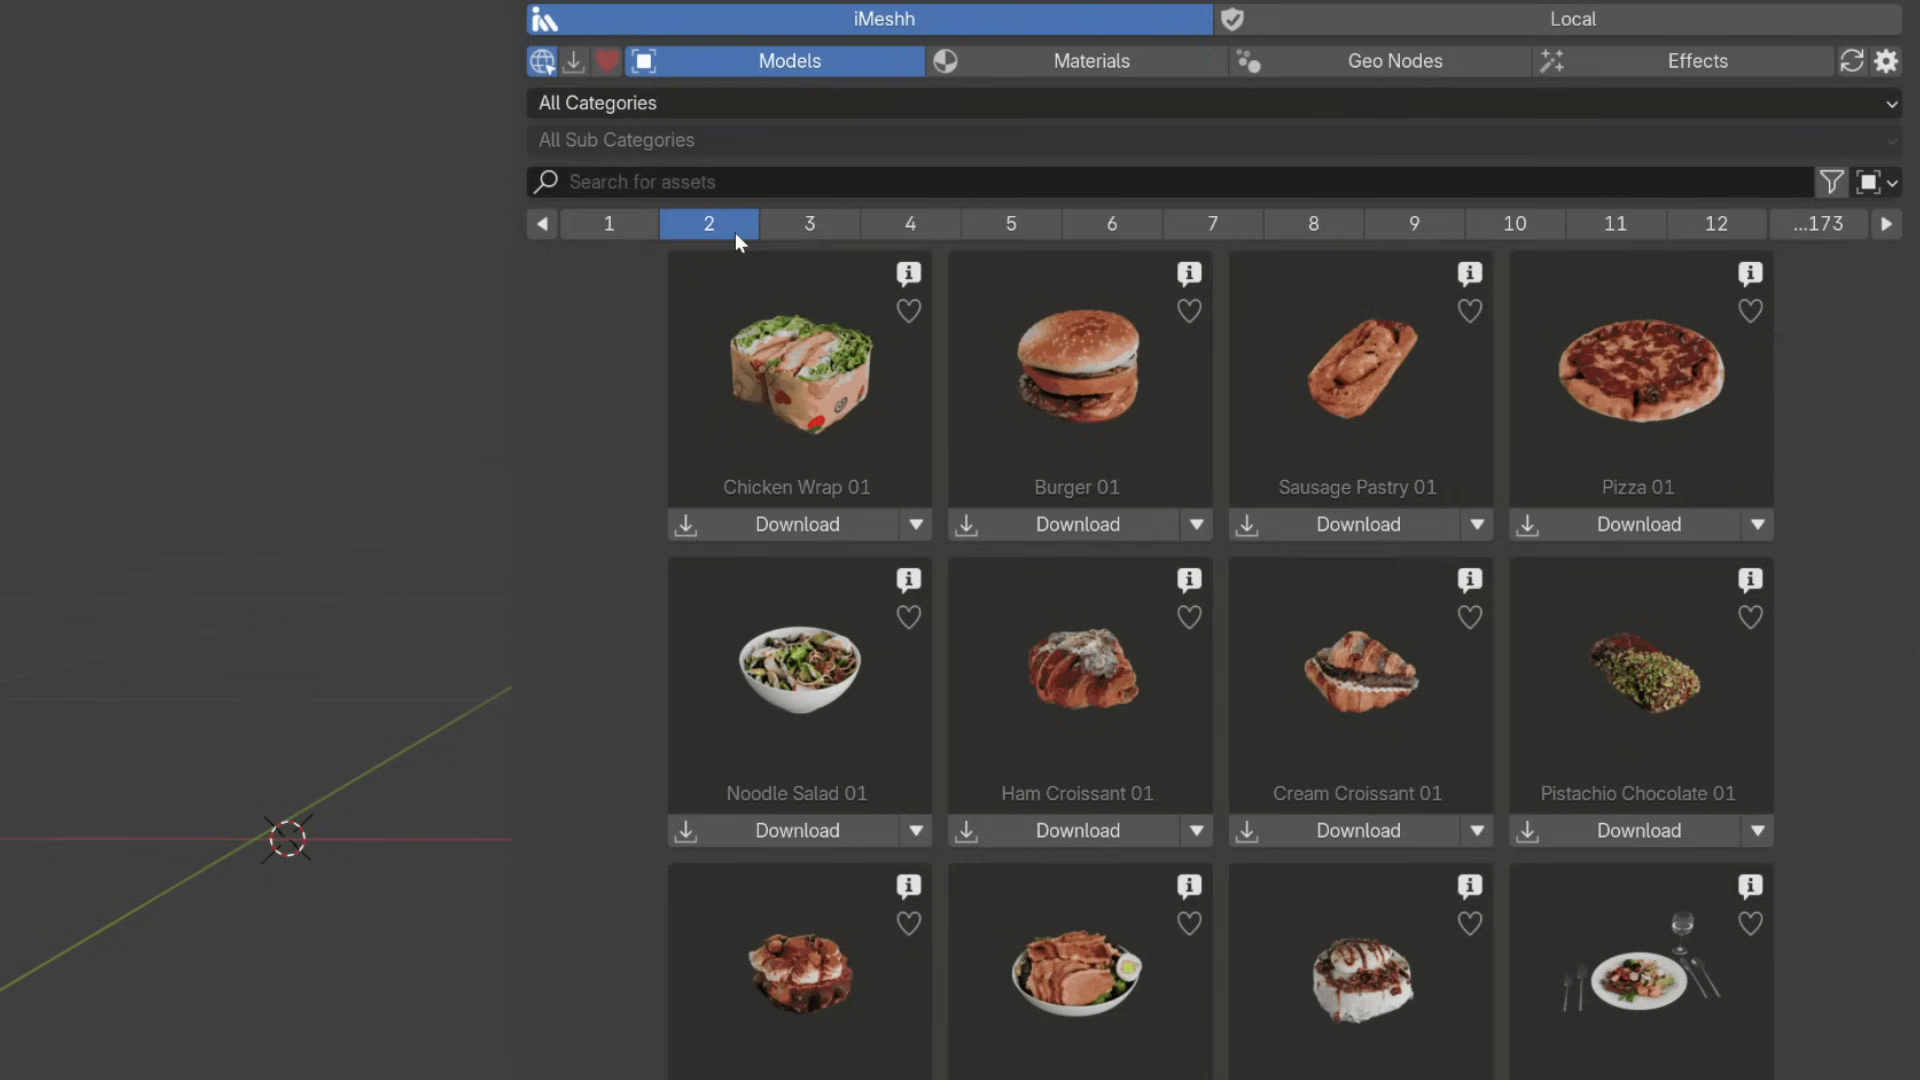 iMeshh
Local
Models
Materials
Geo Nodes
Effects
All Categories
All Sub Categories
Search for assets
1 2 3 4 5 6 7 8 9 10 11 12 ...173
Chicken Wrap 01
Burger 01
Sausage Pastry 01
Pizza 01
Download
Download
Download
Download
Noodle Salad 01
Ham Croissant 01
Cream Croissant 01
Pistachio Chocolate 01
Download
Download
Download
Download